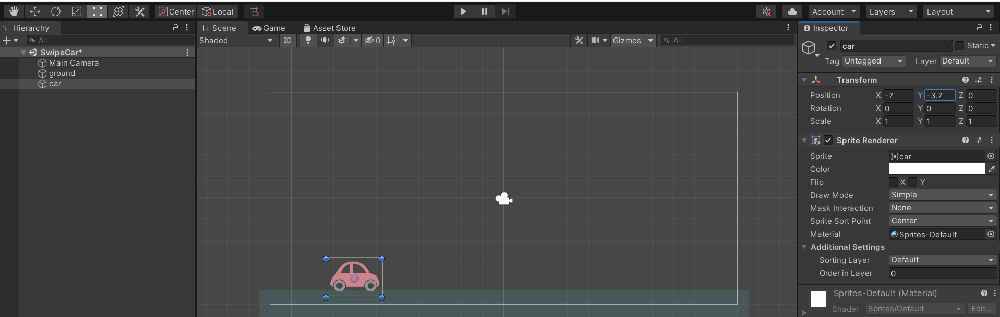 Center Local Account Layers Layout
Hierarchy Scene Game Asset Store Inspector
All Shaded 2D 0 Gizmos All
SwipeCar*
Main Camera
ground
car
car Static
Tag Untagged Layer Default
Transform
Position X -7 Y -3.7 Z 0
Rotation X 0 Y 0 Z 0
Scale X 1 Y 1 Z 1
Sprite Renderer
Sprite car
Color
Flip X Y
Draw Mode Simple
Mask Interaction None
Sprite Sort Point Center
Material Sprites-Default
Additional Settings
Sorting Layer Default
Order in Layer 0
Sprites-Default (Material)
Shader Sprites/Default Edit...